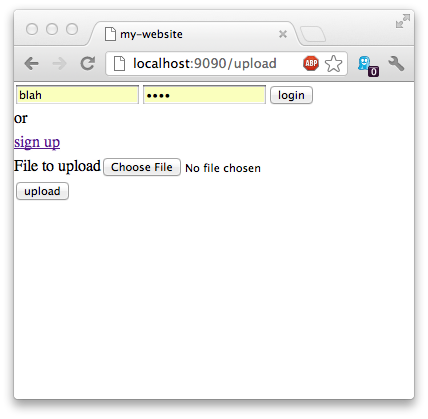 my-website
localhost:9090/upload
ABP
0
blah •••• login
or
sign up
File to upload Choose File No file chosen
upload